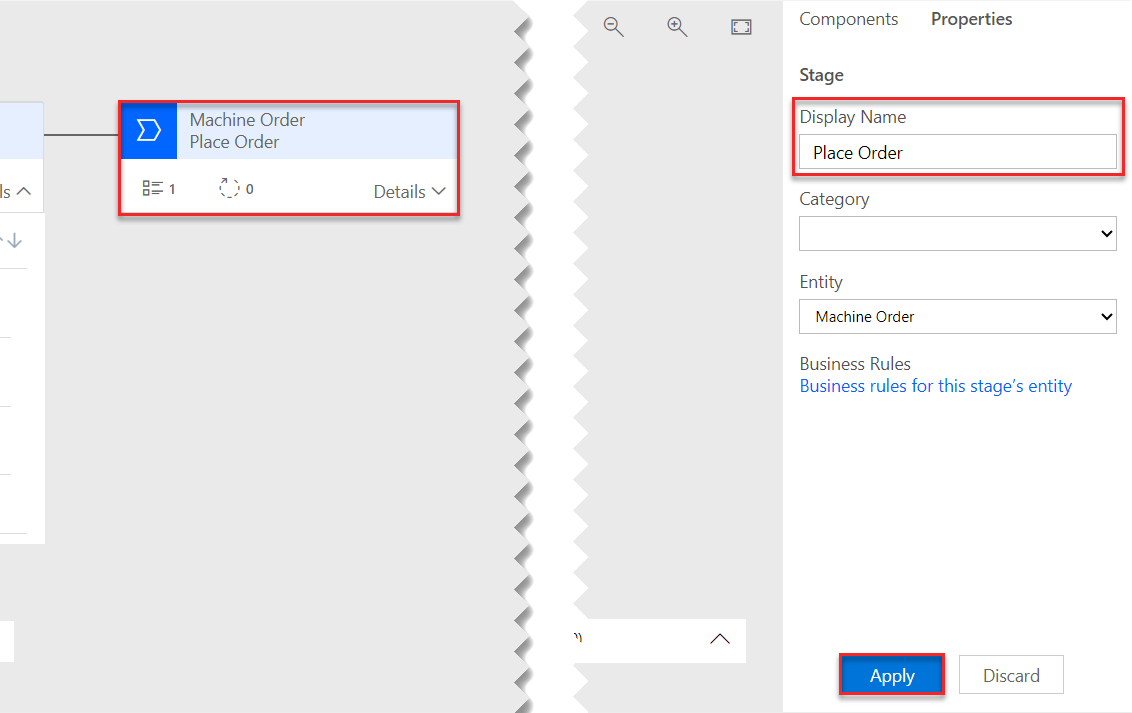 Machine Order
Place Order
1
0
Details
ls
Components
Properties
Stage
Display Name
Place Order
Category
Entity
Machine Order
Business Rules
Business rules for this stage’s entity
Apply
Discard